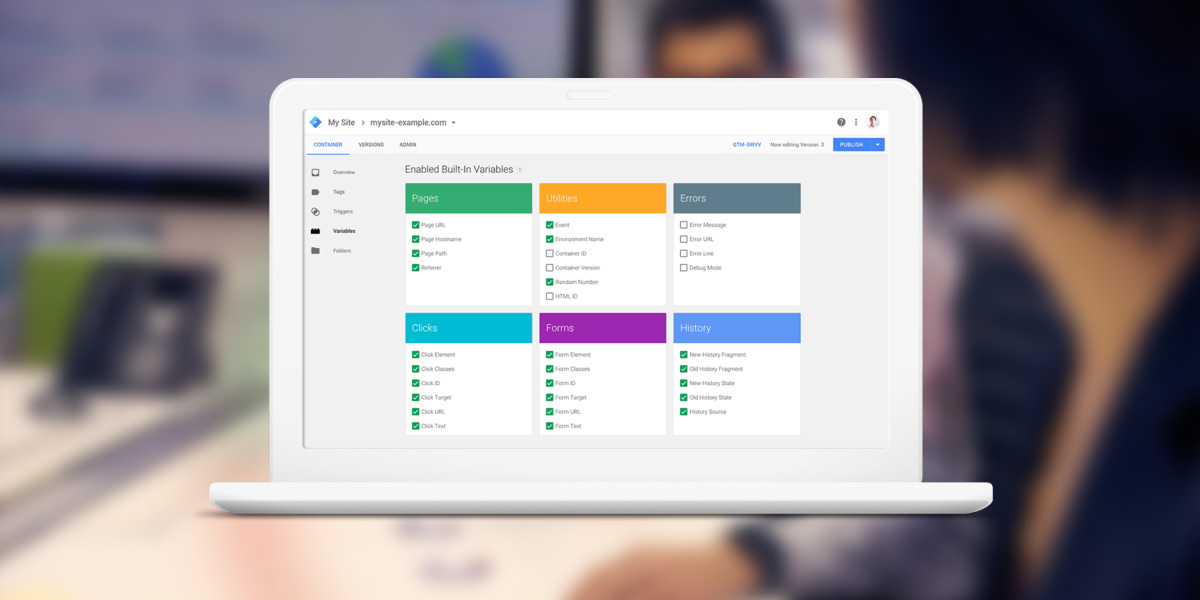 My Site > mysite-example.com
CONTAINER VERSIONS ADMIN
GTM-5WVV Now editing Version: 3 PUBLISH
Overview
Tags
Triggers
Variables
Folders
Enabled Built-In Variables ?
Pages
Page URL
Page Hostname
Page Path
Referrer
Utilities
Event
Environment Name
Container ID
Container Version
Random Number
HTML ID
Errors
Error Message
Error URL
Error Line
Debug Mode
Clicks
Click Element
Click Classes
Click ID
Click Target
Click URL
Click Text
Forms
Form Element
Form Classes
Form ID
Form Target
Form URL
Form Text
History
New History Fragment
Old History Fragment
New History State
Old History State
History Source